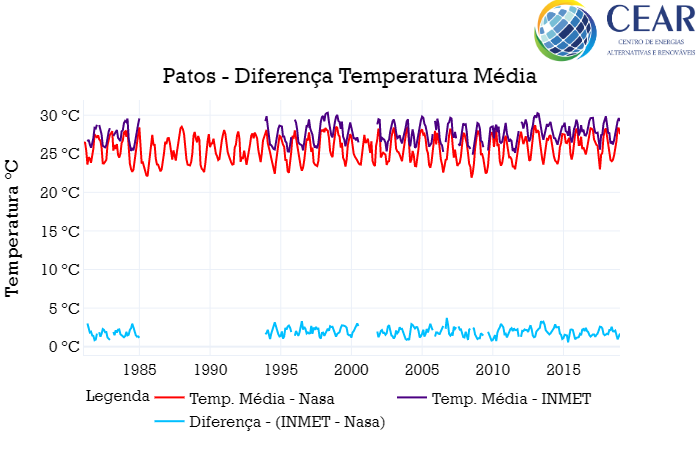 CEAR
CENTRO DE ENERGIAS
ALTERNATIVAS E RENOVÁVEIS
Patos - Diferença Temperatura Média
Temperatura °C
30 °C
25 °C
20 °C
15 °C
10 °C
5 °C
0 °C
1985 1990 1995 2000 2005 2010 2015
Legenda Temp. Média - Nasa Temp. Média - INMET
Diferença - (INMET - Nasa)